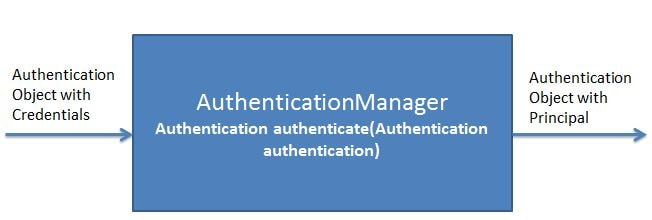 Authentication
Object with
Credentials
AuthenticationManager
Authentication authenticate(Authentication
authentication)
Authentication
Object with
Principal